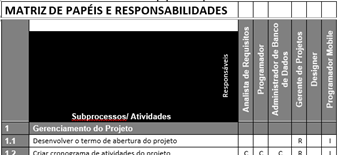 MATRIZ DE PAPÉIS E RESPONSABILIDADES
Subprocessos/ Atividades
Responsáveis
Analista de Requisitos
Programador
Administrador de Banco
de Dados
Gerente de Projetos
Designer
Programador Mobile
1 Gerenciamento do Projeto
1.1 Desenvolver o termo de abertura do projeto R I
1.2 Criar cronograma de atividades do projeto C C C R I